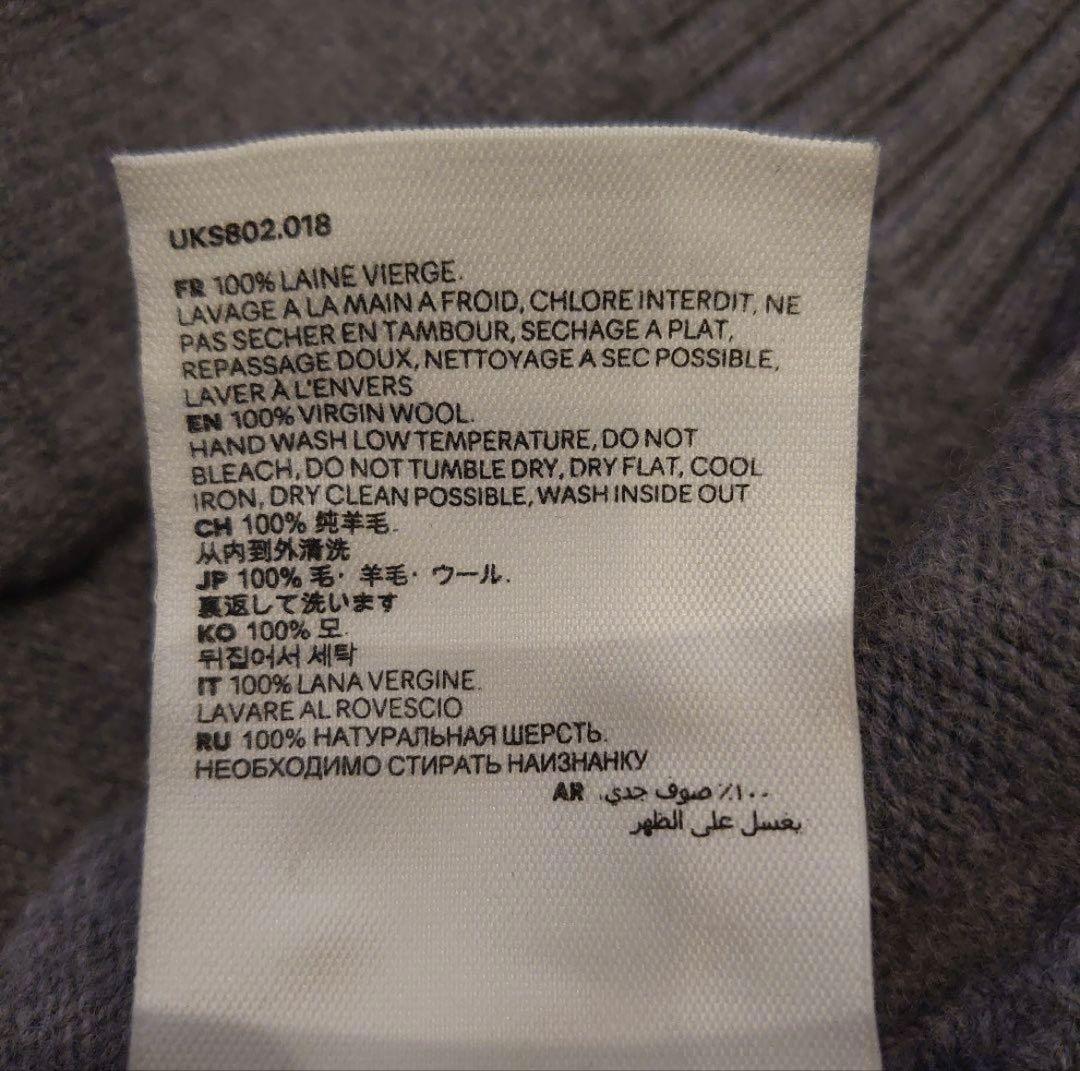 UKS802.018
FR 100% LAINE VIERGE.
LAVAGE A LA MAIN A FROID, CHLORE INTERDIT, NE
PAS SECHER EN TAMBOUR, SECHAGE A PLAT,
REPASSAGE DOUX, NETTOYAGE A SEC POSSIBLE,
LAVER À L'ENVERS
EN 100% VIRGIN WOOL.
HAND WASH LOW TEMPERATURE, DO NOT
BLEACH, DO NOT TUMBLE DRY, DRY FLAT, COOL
IRON, DRY CLEAN POSSIBLE, WASH INSIDE OUT
CH 100% 纯羊毛.
从内到外清洗
JP 100% 毛・羊毛・ウール.
裏返して洗います
KO 100% 모.
뒤집어서 세탁
IT 100% LANA VERGINE.
LAVARE AL ROVESCIO
RU 100% НАТУРАЛЬНАЯ ШЕРСТЬ.
НЕОБХОДИМО СТИРАТЬ НАИЗНАНКУ
AR ١٠٠٪ صوف جدي.
يغسل على الظهر